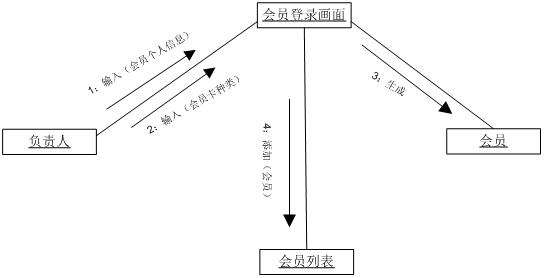 会员登录画面
1：输入（会员个人信息）
2：输入（会员卡种类）
3：生成
负责人
4：添加（会员）
会员
会员列表